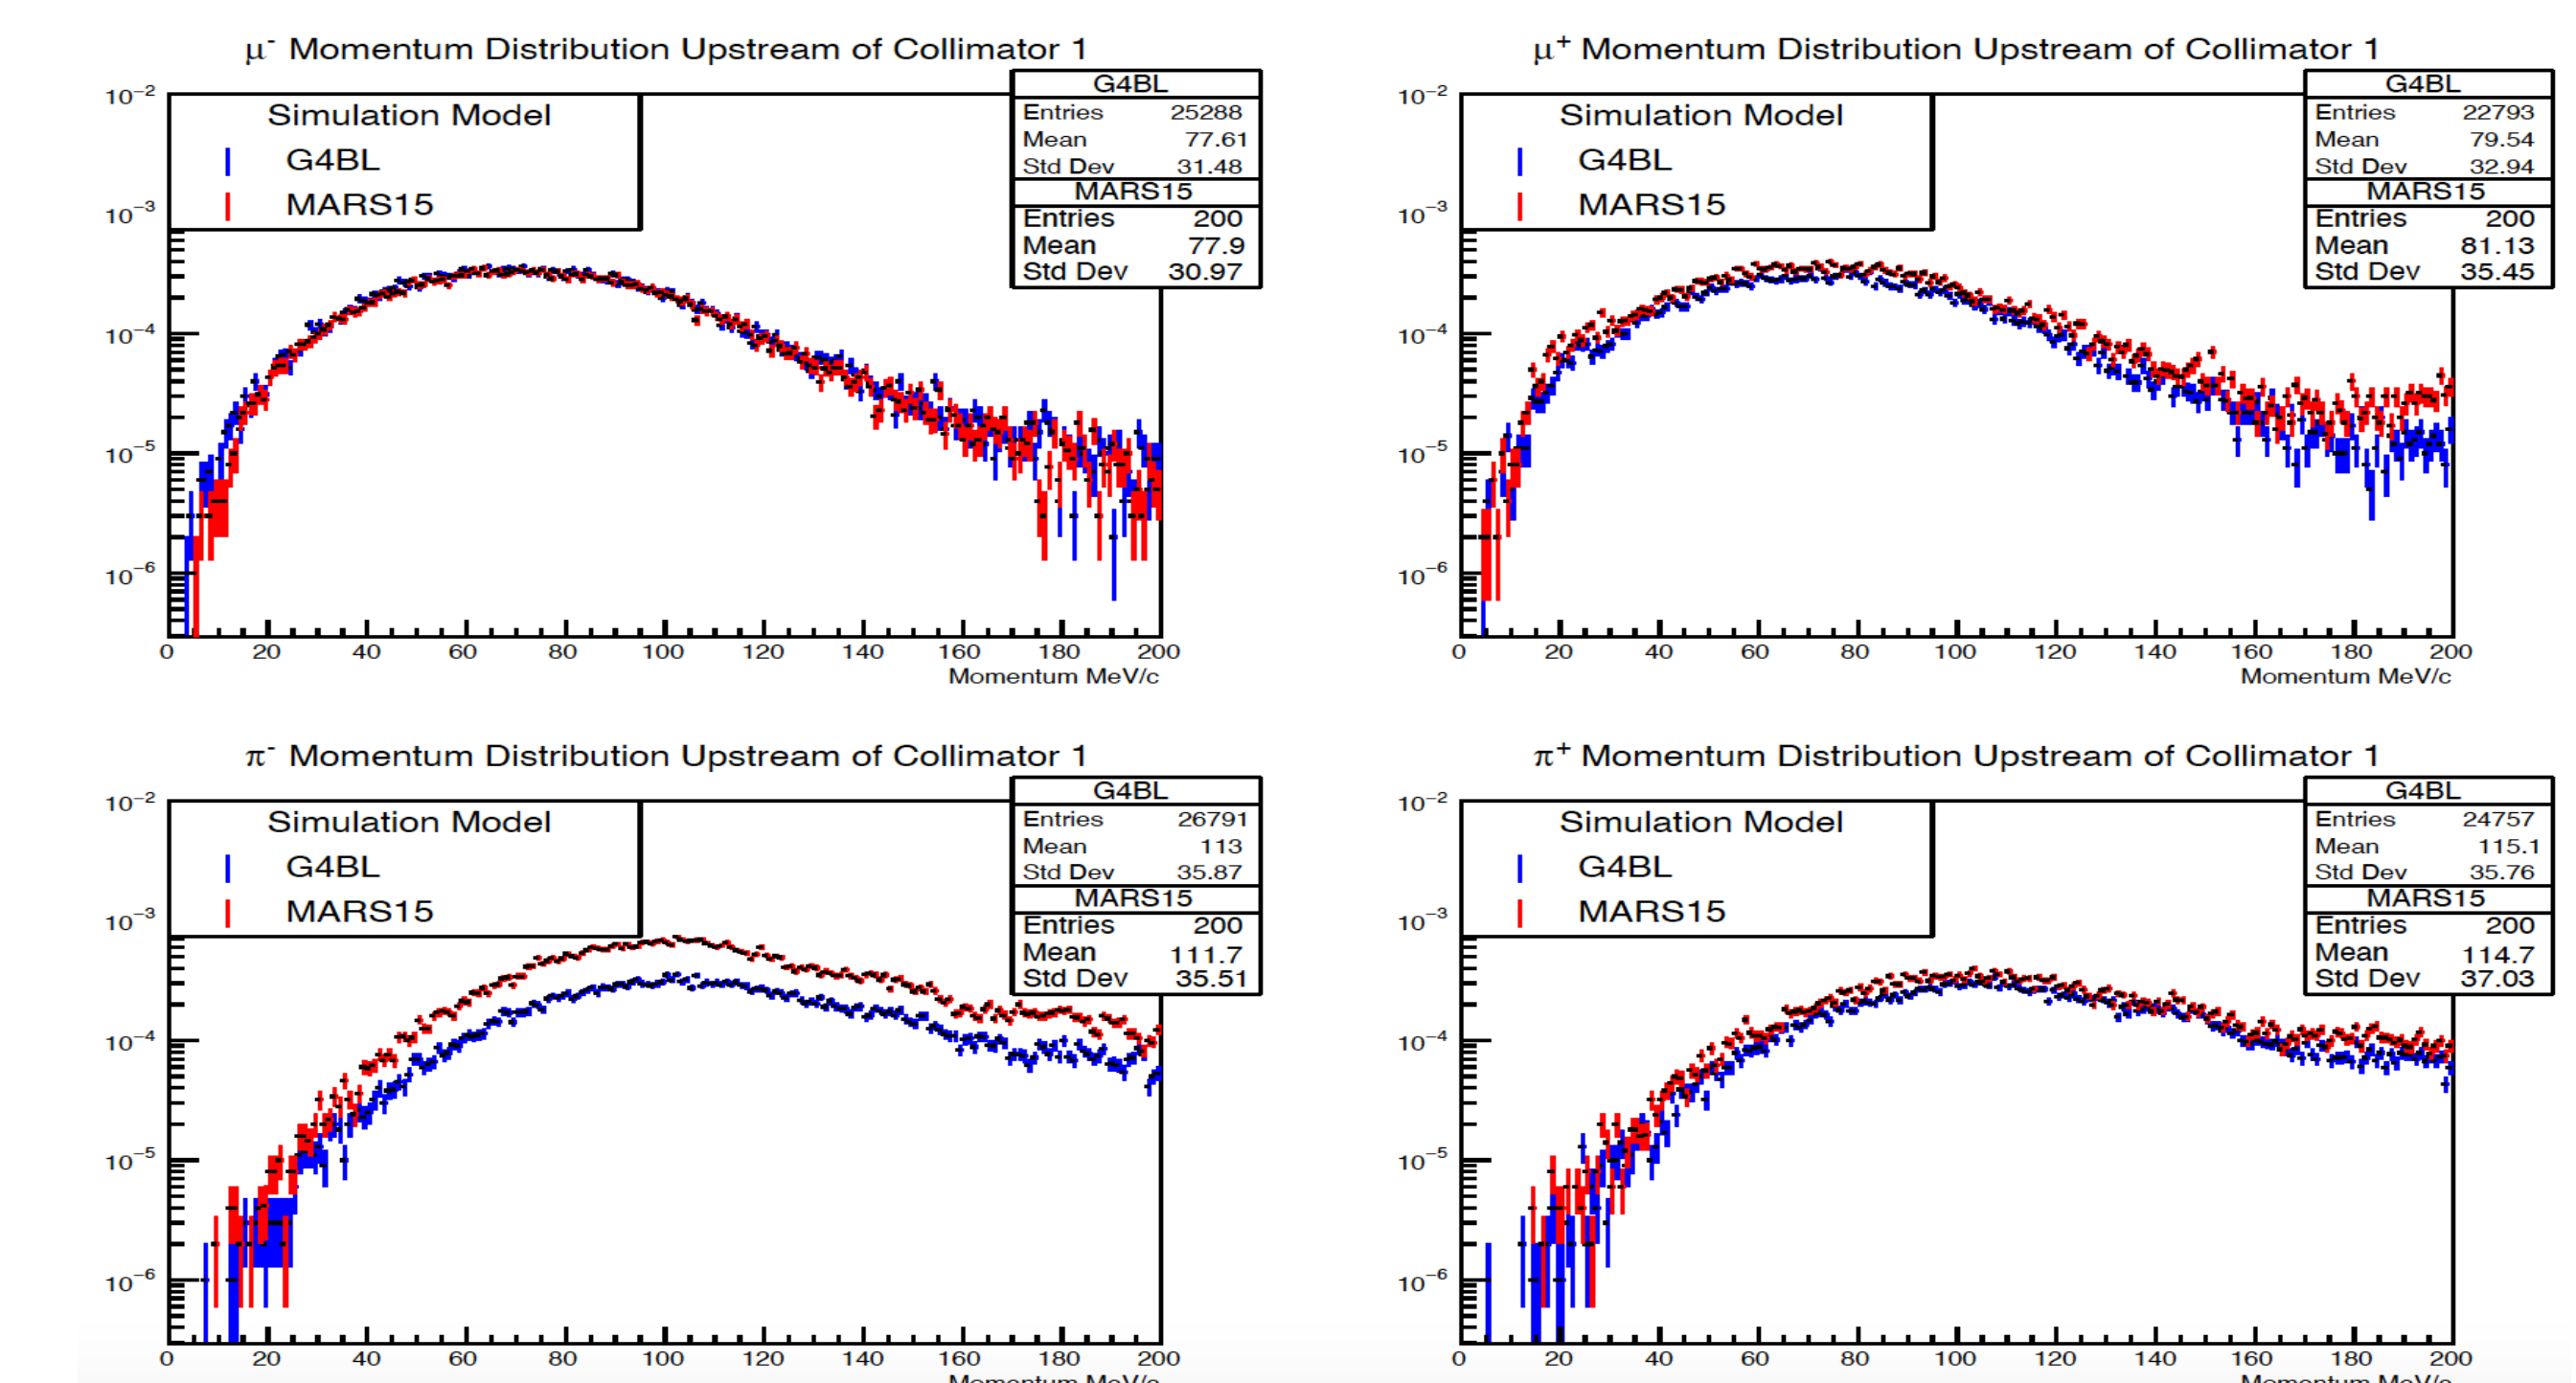 μ⁻ Momentum Distribution Upstream of Collimator 1
Simulation Model
G4BL
MARS15
G4BL
Entries 25288
Mean 77.61
Std Dev 31.48
MARS15
Entries 200
Mean 77.9
Std Dev 30.97
10⁻²
10⁻³
10⁻⁴
10⁻⁵
10⁻⁶
0 20 40 60 80 100 120 140 160 180 200
Momentum MeV/c
μ⁺ Momentum Distribution Upstream of Collimator 1
Simulation Model
G4BL
MARS15
G4BL
Entries 22793
Mean 79.54
Std Dev 32.94
MARS15
Entries 200
Mean 81.13
Std Dev 35.45
10⁻²
10⁻³
10⁻⁴
10⁻⁵
10⁻⁶
0 20 40 60 80 100 120 140 160 180 200
Momentum MeV/c
π⁻ Momentum Distribution Upstream of Collimator 1
Simulation Model
G4BL
MARS15
G4BL
Entries 26791
Mean 113
Std Dev 35.87
MARS15
Entries 200
Mean 111.7
Std Dev 35.51
10⁻²
10⁻³
10⁻⁴
10⁻⁵
10⁻⁶
0 20 40 60 80 100 120 140 160 180 200
Momentum MeV/c
π⁺ Momentum Distribution Upstream of Collimator 1
Simulation Model
G4BL
MARS15
G4BL
Entries 24757
Mean 115.1
Std Dev 35.76
MARS15
Entries 200
Mean 114.7
Std Dev 37.03
10⁻²
10⁻³
10⁻⁴
10⁻⁵
10⁻⁶
0 20 40 60 80 100 120 140 160 180 200
Momentum MeV/c